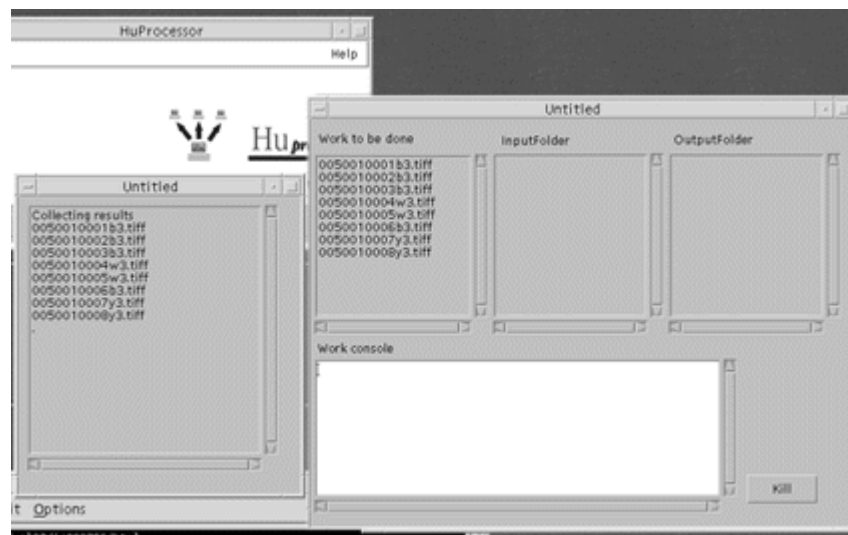 HuProcessor
Help
Hu
Untitled
Work to be done
InputFolder
OutputFolder
0050010001b3.tiff
0050010002b3.tiff
0050010003b3.tiff
0050010004w3.tiff
0050010005w3.tiff
0050010006b3.tiff
0050010007y3.tiff
0050010008y3.tiff
Work console
Kill
Untitled
Collecting results
0050010001b3.tiff
0050010002b3.tiff
0050010003b3.tiff
0050010004w3.tiff
0050010005w3.tiff
0050010006b3.tiff
0050010007y3.tiff
0050010008y3.tiff
.
Options